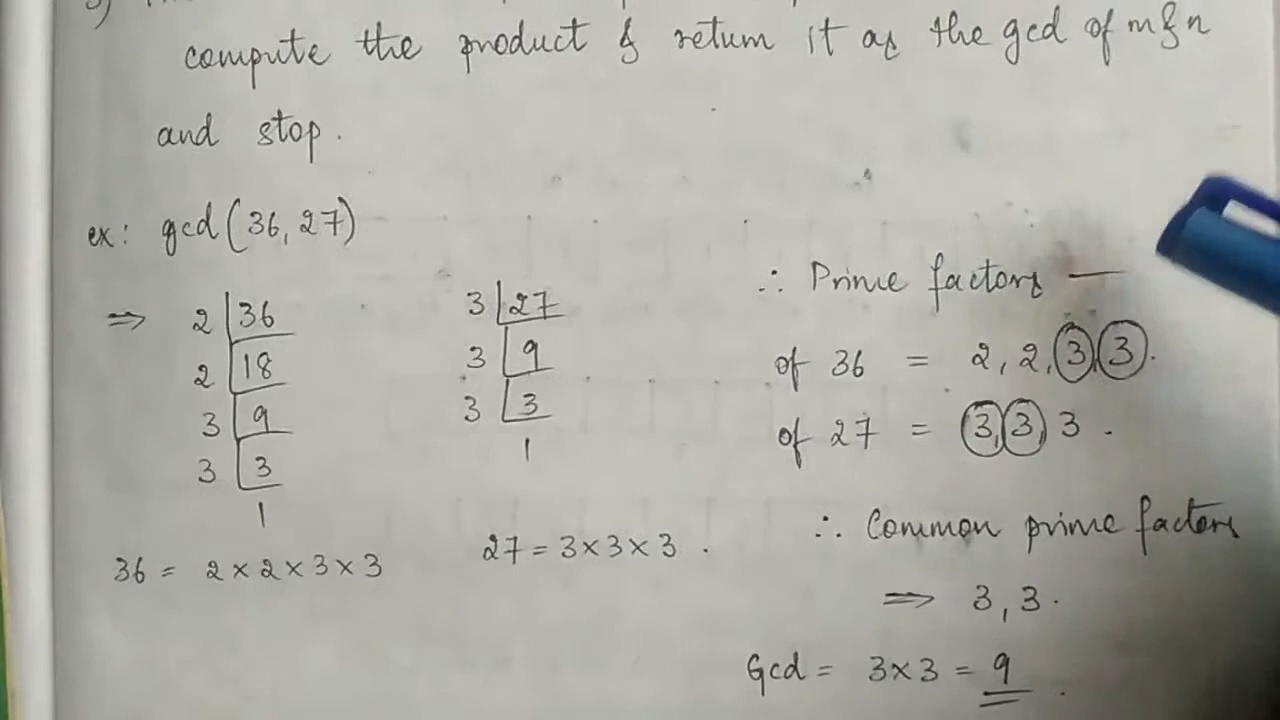 compute the product & return it as the gcd of m & n
and stop.
ex: gcd(36, 27)
⇒ 2 | 36
2 | 18
3 | 9
3 | 3
1
36 = 2 × 2 × 3 × 3
3 | 27
3 | 9
3 | 3
1
27 = 3 × 3 × 3 .
∴ Prime factors —
of 36 = 2, 2, 3, 3.
of 27 = 3, 3, 3 .
∴ Common prime factors
⇒ 3, 3.
Gcd = 3 × 3 = 9 .